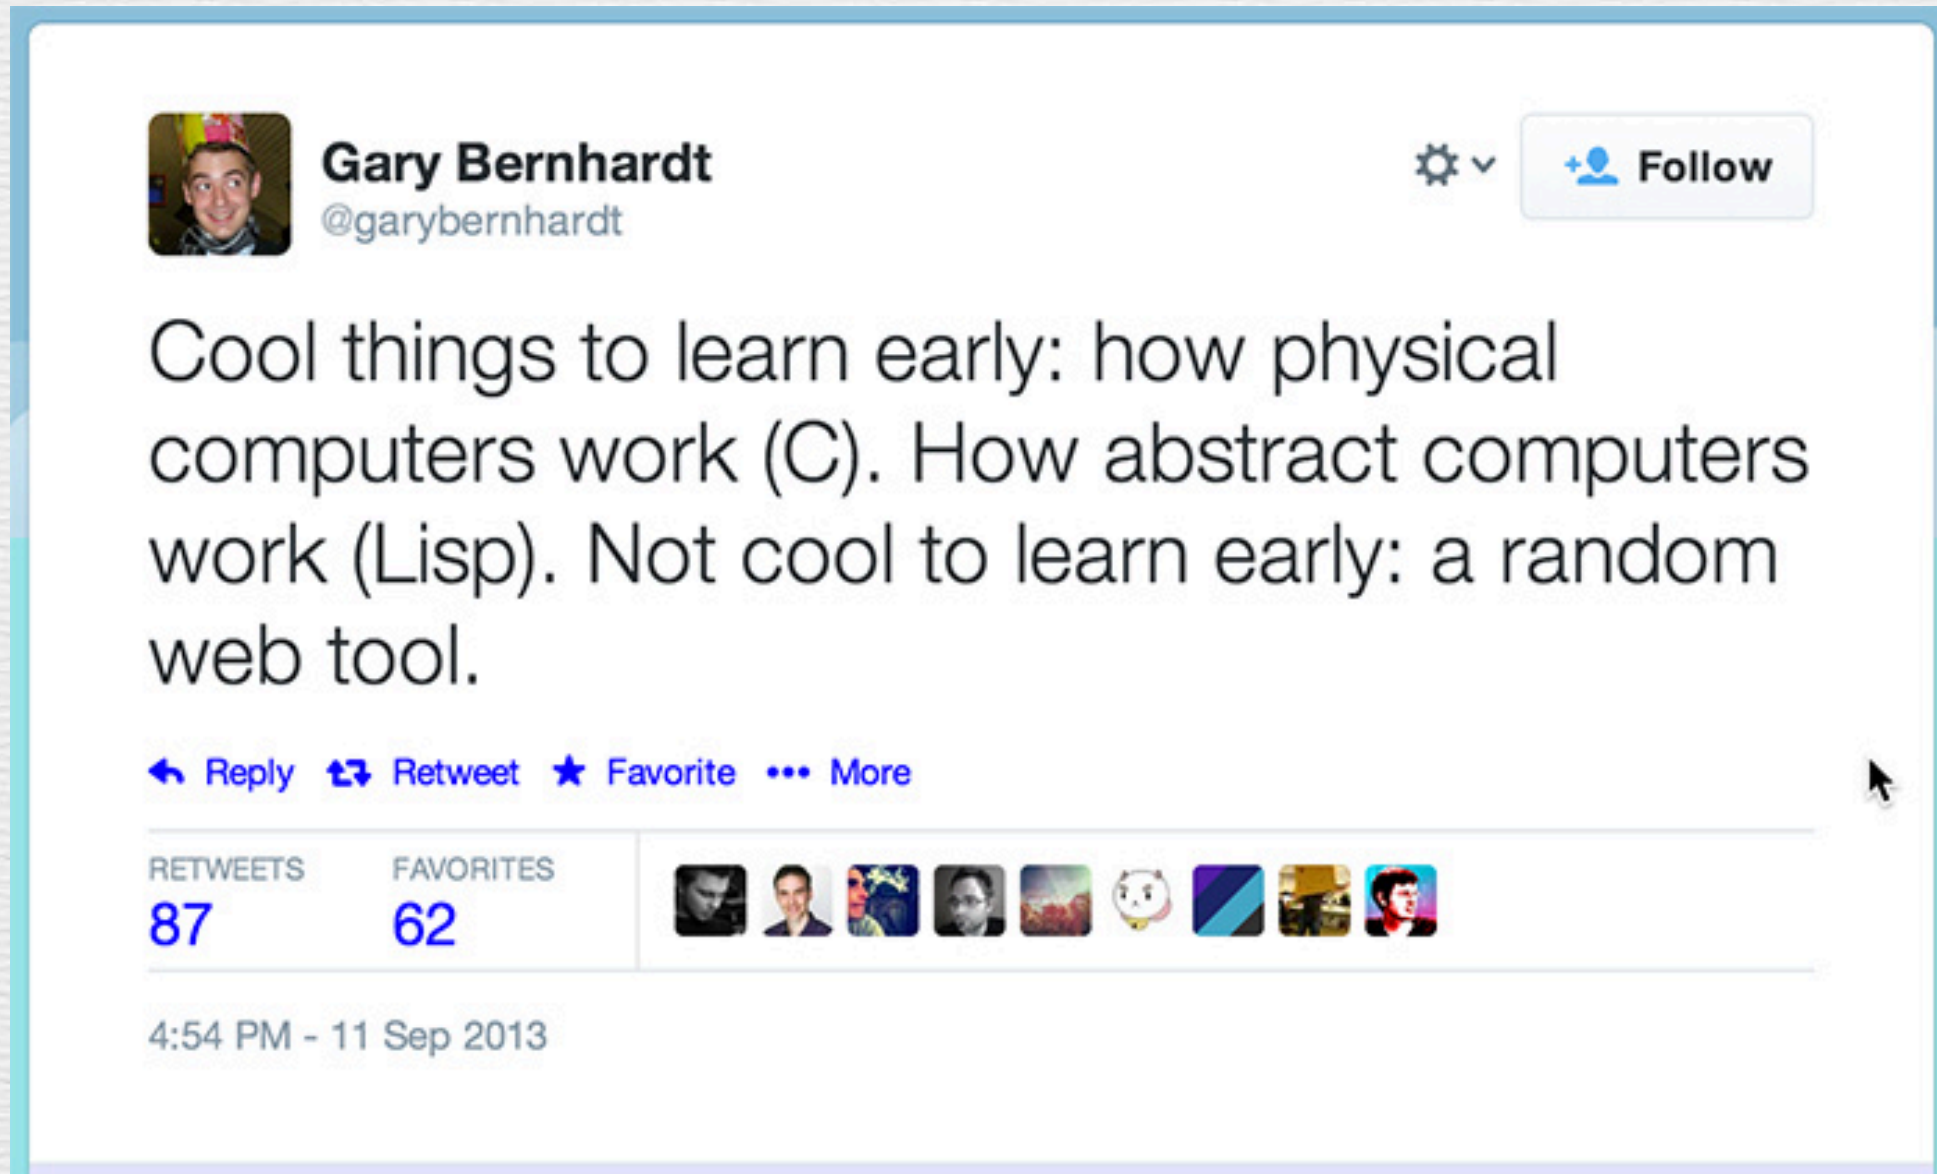 Gary Bernhardt
@garybernhardt
Follow
Cool things to learn early: how physical
computers work (C). How abstract computers
work (Lisp). Not cool to learn early: a random
web tool.
Reply Retweet Favorite ••• More
RETWEETS FAVORITES
87 62
4:54 PM - 11 Sep 2013